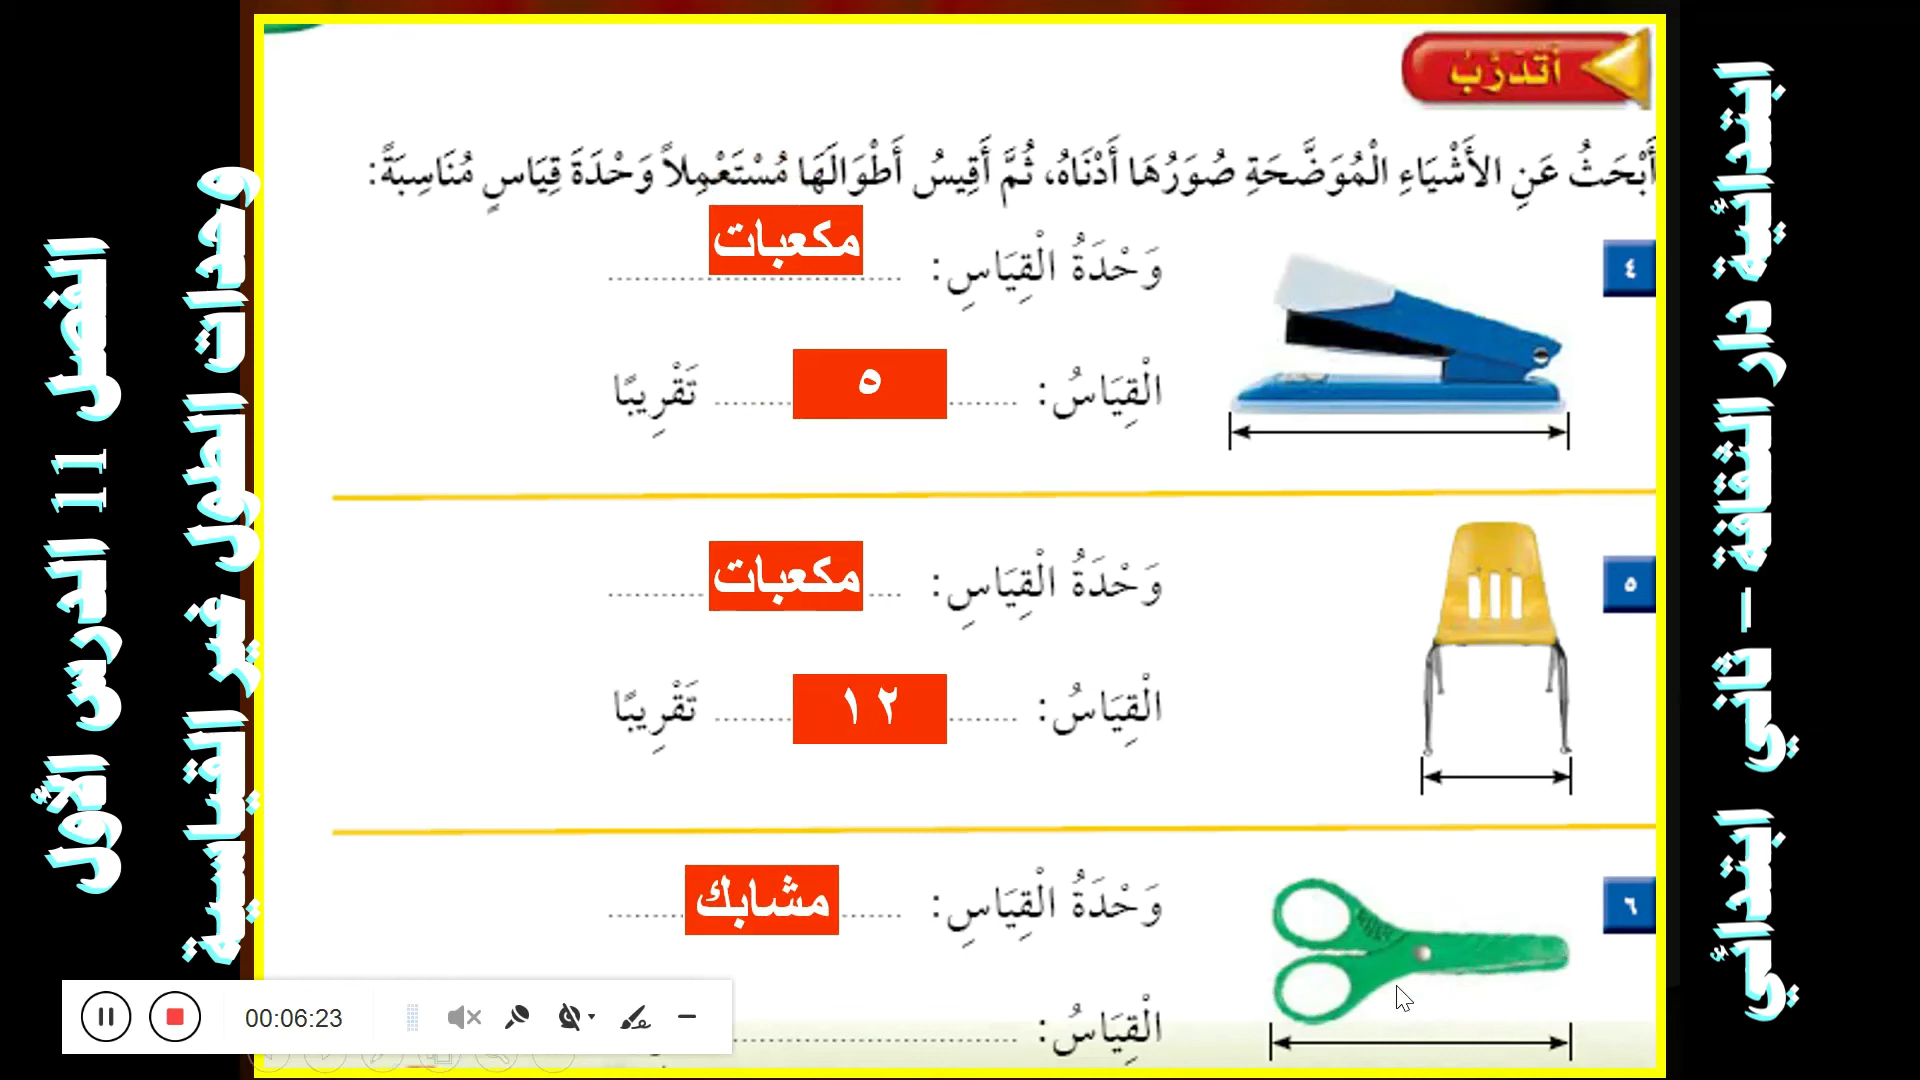 أَتَدَرَّبُ
أَبْحَثُ عَنِ الأَشْيَاءِ الْمُوَضَّحَةِ صُوَرُهَا أَدْنَاهُ، ثُمَّ أَقِيسُ أَطْوَالَهَا مُسْتَعْمِلاً وَحْدَةَ قِيَاسٍ مُنَاسِبَةً:
٤
وَحْدَةُ الْقِيَاسِ: مكعبات
الْقِيَاسُ: ٥ تَقْرِيبًا
٥
وَحْدَةُ الْقِيَاسِ: مكعبات
الْقِيَاسُ: ١٢ تَقْرِيبًا
٦
وَحْدَةُ الْقِيَاسِ: مشابك
الْقِيَاسُ:
ابتدائية دار الثقافة – ثاني ابتدائي
وحدات الطول غير القياسية
الفصل 11 الدرس الأول
00:06:23